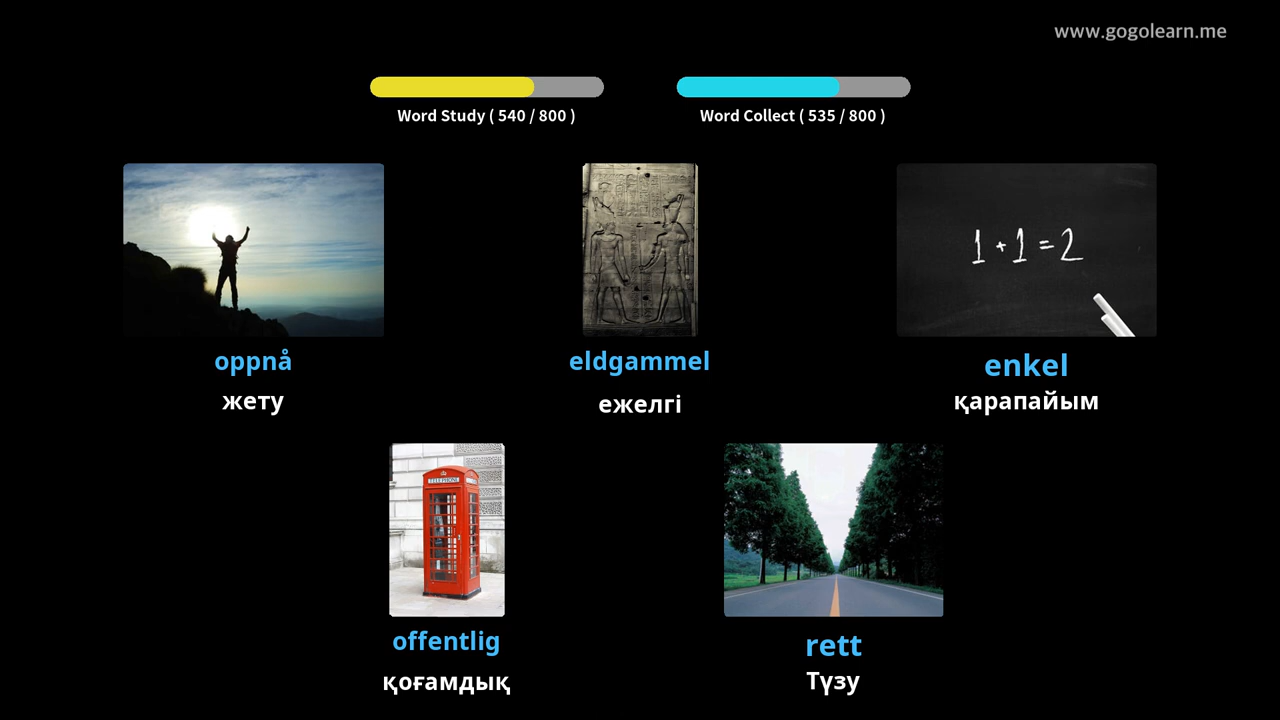 www.gogolearn.me
Word Study ( 540 / 800 )
Word Collect ( 535 / 800 )
1 + 1 = 2
oppnå
eldgammel
enkel
жету
ежелгі
қарапайым
TELEPHONE
offentlig
rett
қоғамдық
Түзу